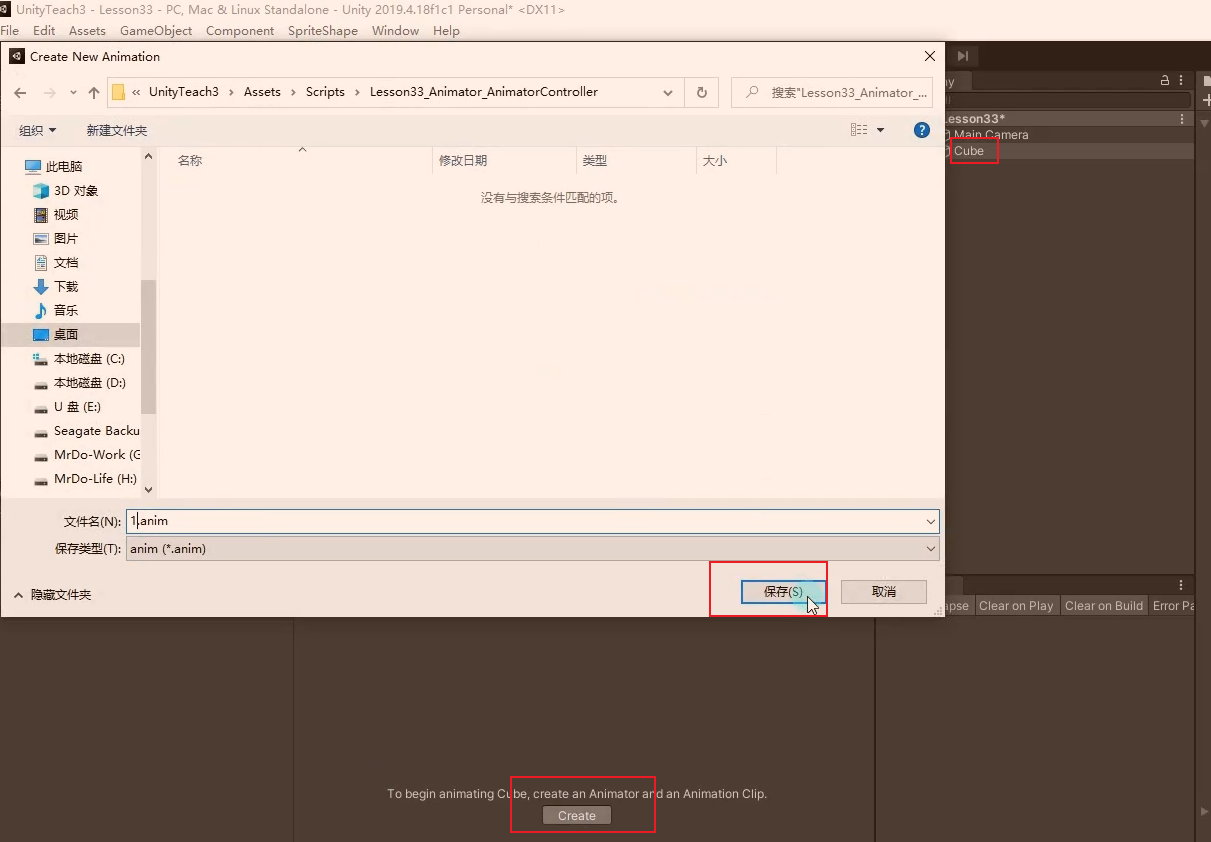 UnityTeach3 - Lesson33 - PC, Mac & Linux Standalone - Unity 2019.4.18f1c1 Personal* <DX11>
File Edit Assets GameObject Component SpriteShape Window Help
Create New Animation
« UnityTeach3 › Assets › Scripts › Lesson33_Animator_AnimatorController
搜索"Lesson33_Animator_...
组织 新建文件夹
名称 修改日期 类型 大小
没有与搜索条件匹配的项。
此电脑
3D 对象
视频
图片
文档
下载
音乐
桌面
本地磁盘 (C:)
本地磁盘 (D:)
U 盘 (E:)
Seagate Backu
MrDo-Work (G
MrDo-Life (H:)
文件名(N): 1.anim
保存类型(T): anim (*.anim)
隐藏文件夹
保存(S) 取消
Lesson33*
Main Camera
Cube
apse Clear on Play Clear on Build Error Pa
To begin animating Cube, create an Animator and an Animation Clip.
Create